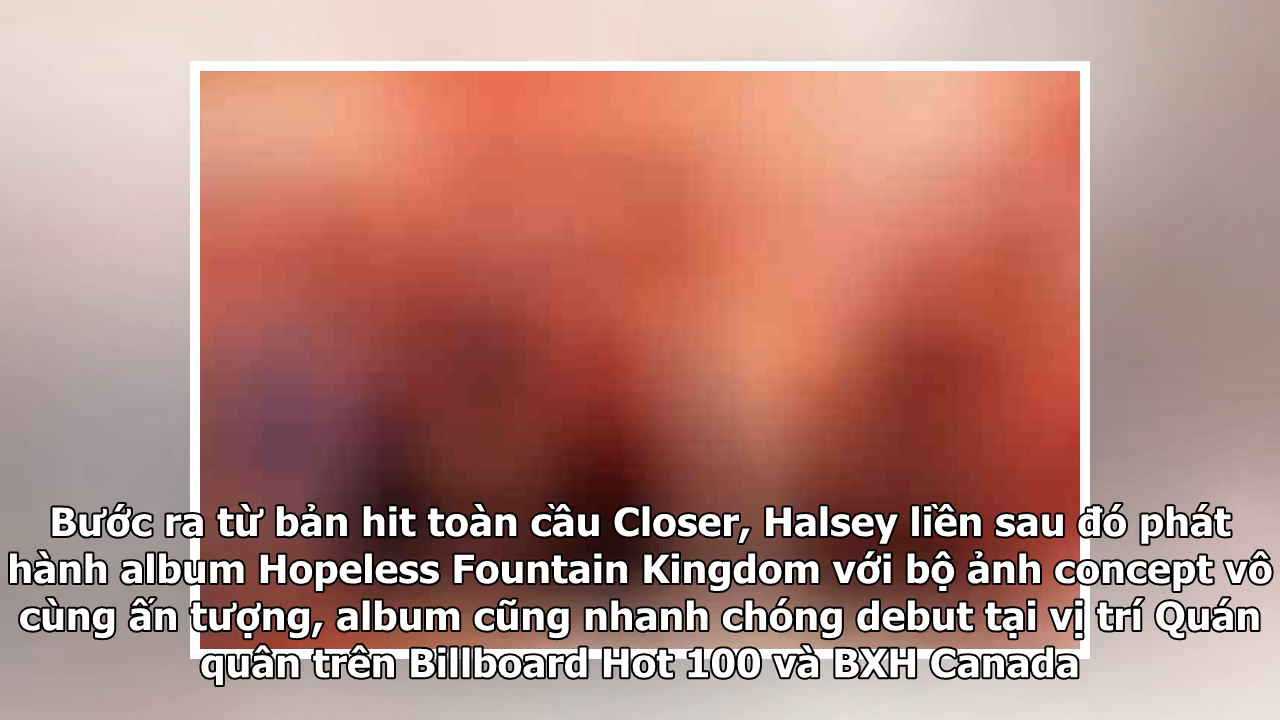 Bước ra từ bản hit toàn cầu Closer, Halsey liền sau đó phát
hành album Hopeless Fountain Kingdom với bộ ảnh concept vô
cùng ấn tượng, album cũng nhanh chóng debut tại vị trí Quán
quân trên Billboard Hot 100 và BXH Canada